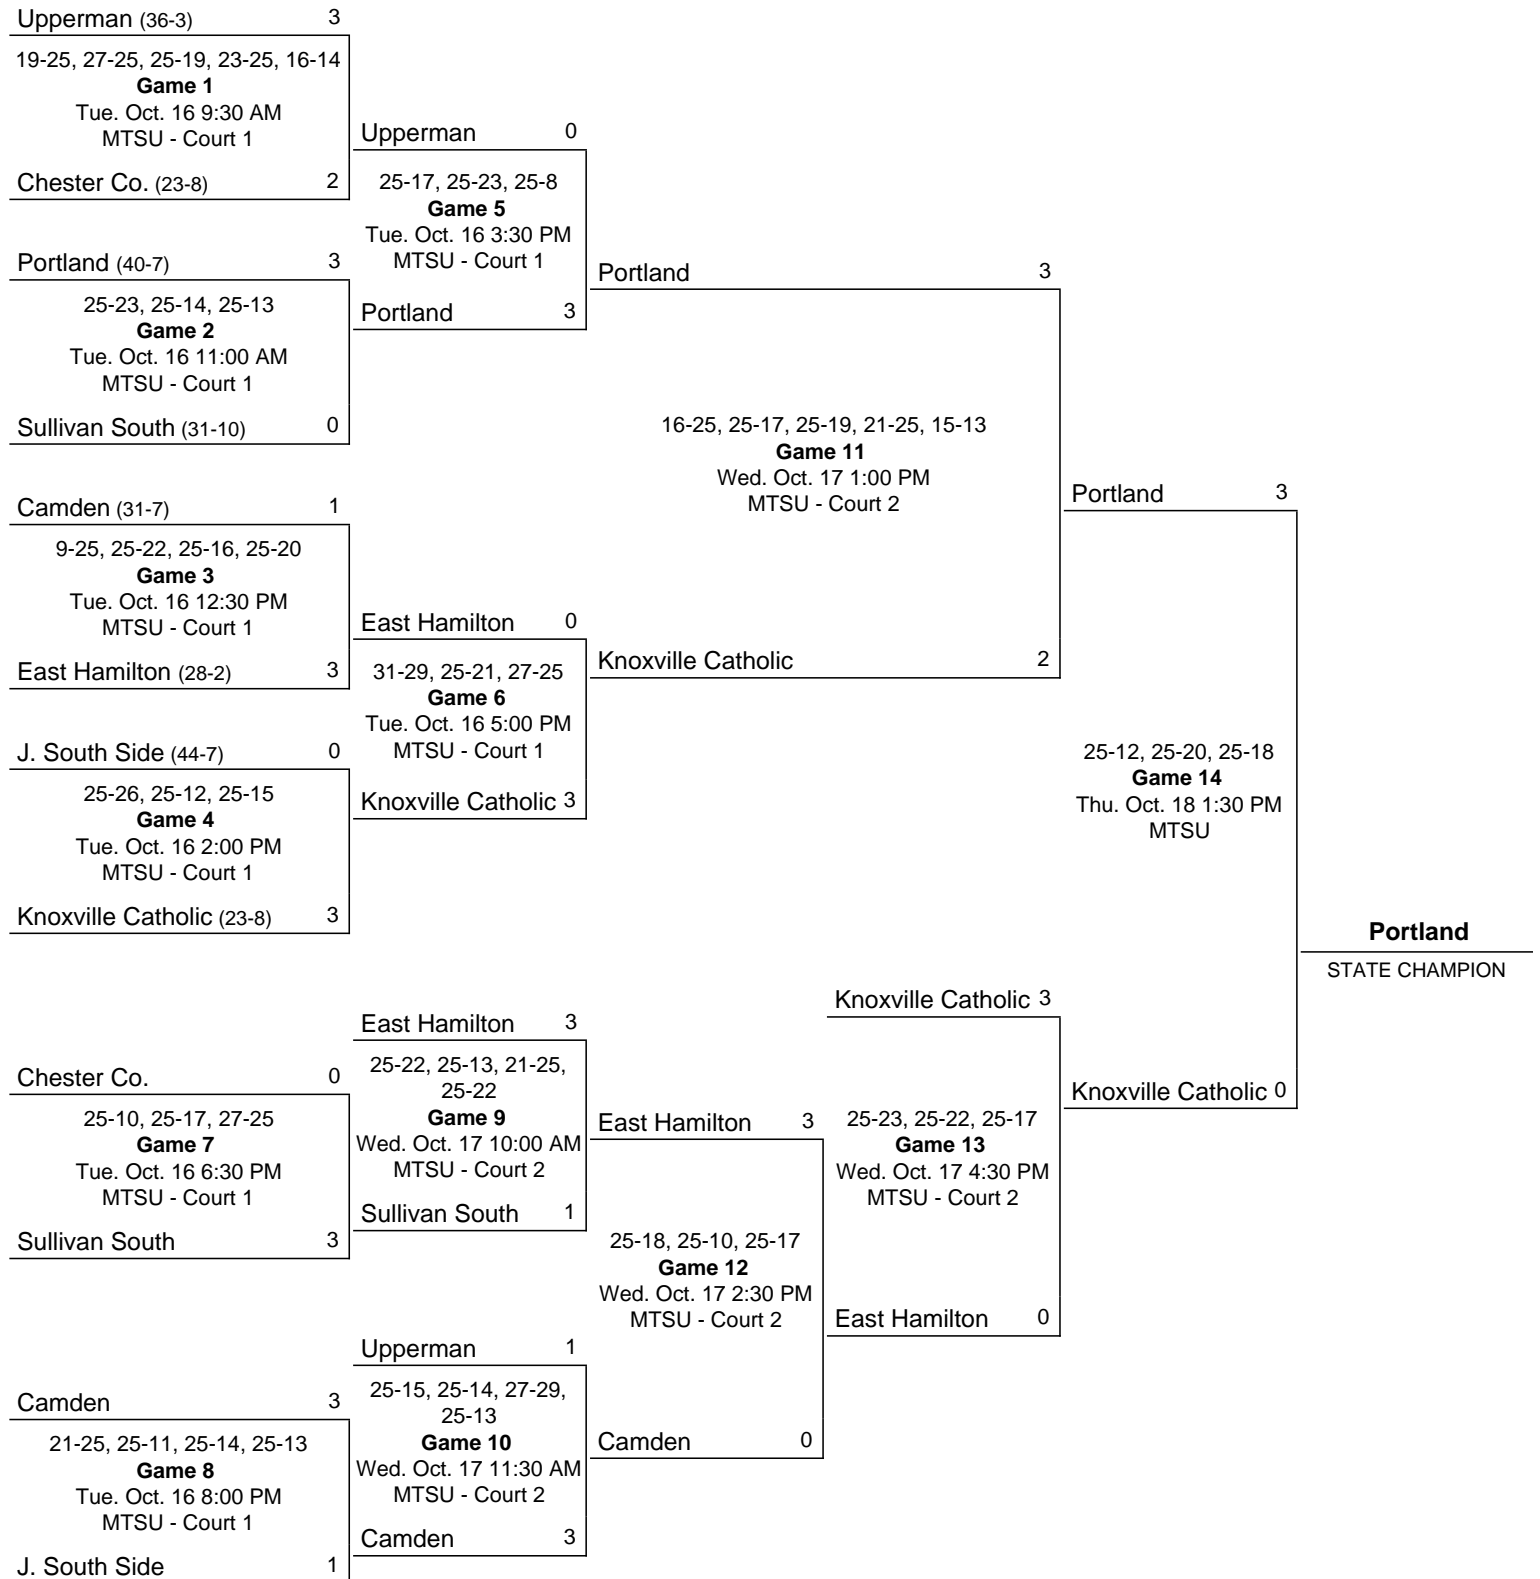 Upperman (36-3) 3
19-25, 27-25, 25-19, 23-25, 16-14
Game 1
Tue. Oct. 16 9:30 AM
MTSU - Court 1
Chester Co. (23-8) 2
Portland (40-7) 3
25-23, 25-14, 25-13
Game 2
Tue. Oct. 16 11:00 AM
MTSU - Court 1
Sullivan South (31-10) 0
Camden (31-7) 1
9-25, 25-22, 25-16, 25-20
Game 3
Tue. Oct. 16 12:30 PM
MTSU - Court 1
East Hamilton (28-2) 3
J. South Side (44-7) 0
25-26, 25-12, 25-15
Game 4
Tue. Oct. 16 2:00 PM
MTSU - Court 1
Knoxville Catholic (23-8) 3
Upperman 0
25-17, 25-23, 25-8
Game 5
Tue. Oct. 16 3:30 PM
MTSU - Court 1
Portland 3
East Hamilton 0
31-29, 25-21, 27-25
Game 6
Tue. Oct. 16 5:00 PM
MTSU - Court 1
Knoxville Catholic 3
Portland 3
16-25, 25-17, 25-19, 21-25, 15-13
Game 11
Wed. Oct. 17 1:00 PM
MTSU - Court 2
Knoxville Catholic 2
Portland 3
25-12, 25-20, 25-18
Game 14
Thu. Oct. 18 1:30 PM
MTSU
Knoxville Catholic 0
Portland
STATE CHAMPION
Chester Co. 0
25-10, 25-17, 27-25
Game 7
Tue. Oct. 16 6:30 PM
MTSU - Court 1
Sullivan South 3
Camden 3
21-25, 25-11, 25-14, 25-13
Game 8
Tue. Oct. 16 8:00 PM
MTSU - Court 1
J. South Side 1
East Hamilton 3
25-22, 25-13, 21-25,
25-22
Game 9
Wed. Oct. 17 10:00 AM
MTSU - Court 2
Sullivan South 1
Upperman 1
25-15, 25-14, 27-29,
25-13
Game 10
Wed. Oct. 17 11:30 AM
MTSU - Court 2
Camden 3
East Hamilton 3
25-18, 25-10, 25-17
Game 12
Wed. Oct. 17 2:30 PM
MTSU - Court 2
Camden 0
Knoxville Catholic 3
25-23, 25-22, 25-17
Game 13
Wed. Oct. 17 4:30 PM
MTSU - Court 2
East Hamilton 0